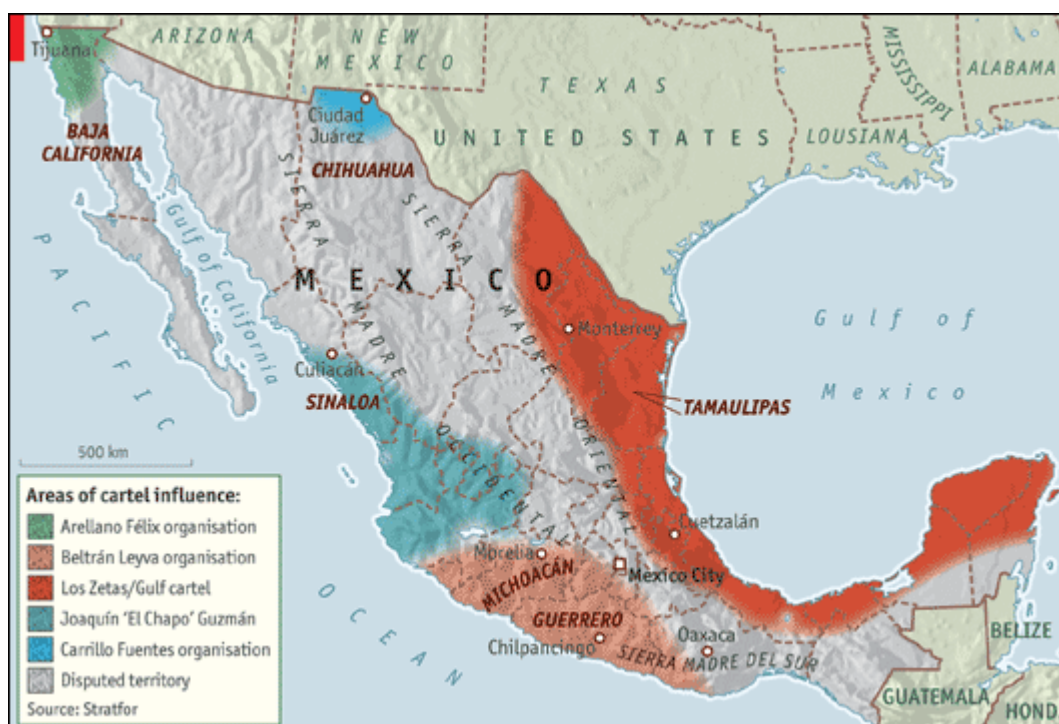 Tijuana
ARIZONA
NEW
MEXICO
TEXAS
MISSISSIPPI
ALABAMA
LOUISIANA
UNITED STATES
Ciudad
Juárez
BAJA
CALIFORNIA
CHIHUAHUA
SIERRA
MADRE
OCCIDENTAL
SIERRA
MADRE
ORIENTAL
PACIFIC
OCEAN
Gulf of California
MEXICO
Monterrey
Gulf of
Mexico
Culiacán
SINALOA
TAMAULIPAS
500 km
Cuetzalán
Morelia
MICHOACÁN
Mexico City
GUERRERO
Chilpancingo
Oaxaca
SIERRA MADRE DEL SUR
BELIZE
GUATEMALA
HOND
Areas of cartel influence:
Arellano Félix organisation
Beltrán Leyva organisation
Los Zetas/Gulf cartel
Joaquín ‘El Chapo’ Guzmán
Carrillo Fuentes organisation
Disputed territory
Source: Stratfor